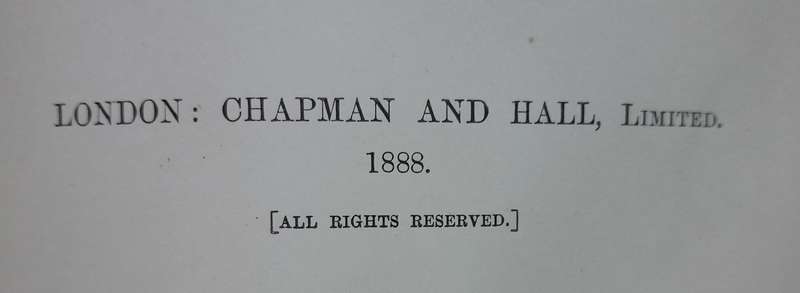 LONDON: CHAPMAN AND HALL, LIMITED.
1888.
[ALL RIGHTS RESERVED.]